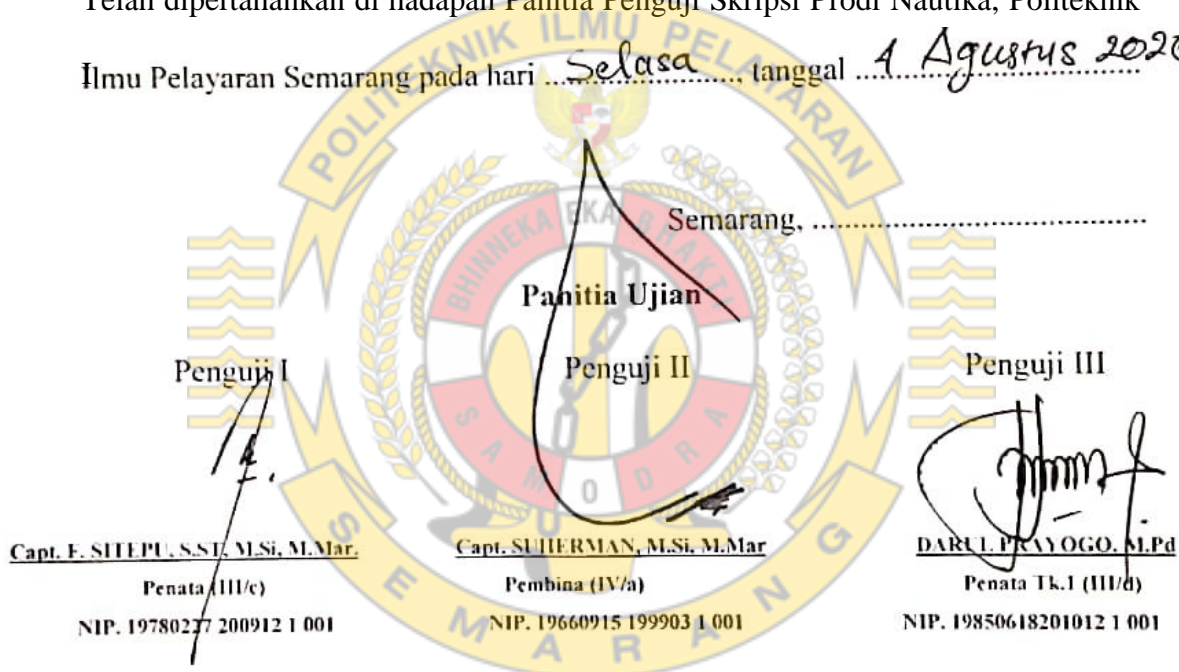 Telah dipertahankan di hadapan Panitia Penguji Skripsi Prodi Nautika, Politeknik
Ilmu Pelayaran Semarang pada hari ... Selasa ..., tanggal ... 4 Agustus 2020
Semarang, ...............................
Panitia Ujian
Penguji I Penguji II Penguji III
Capt. F. SITEPU, S.ST, M.Si, M.Mar. Capt. SUHERMAN, M.Si, M.Mar DARUL PRAYOGO, M.Pd
Penata (III/c) Pembina (IV/a) Penata Tk.1 (III/d)
NIP. 19780227 200912 1 001 NIP. 19660915 199903 1 001 NIP. 19850618201012 1 001
POLITEKNIK ILMU PELAYARAN
BHINNEKA EKA BHAKTI
SAMODRA
SEMARANG